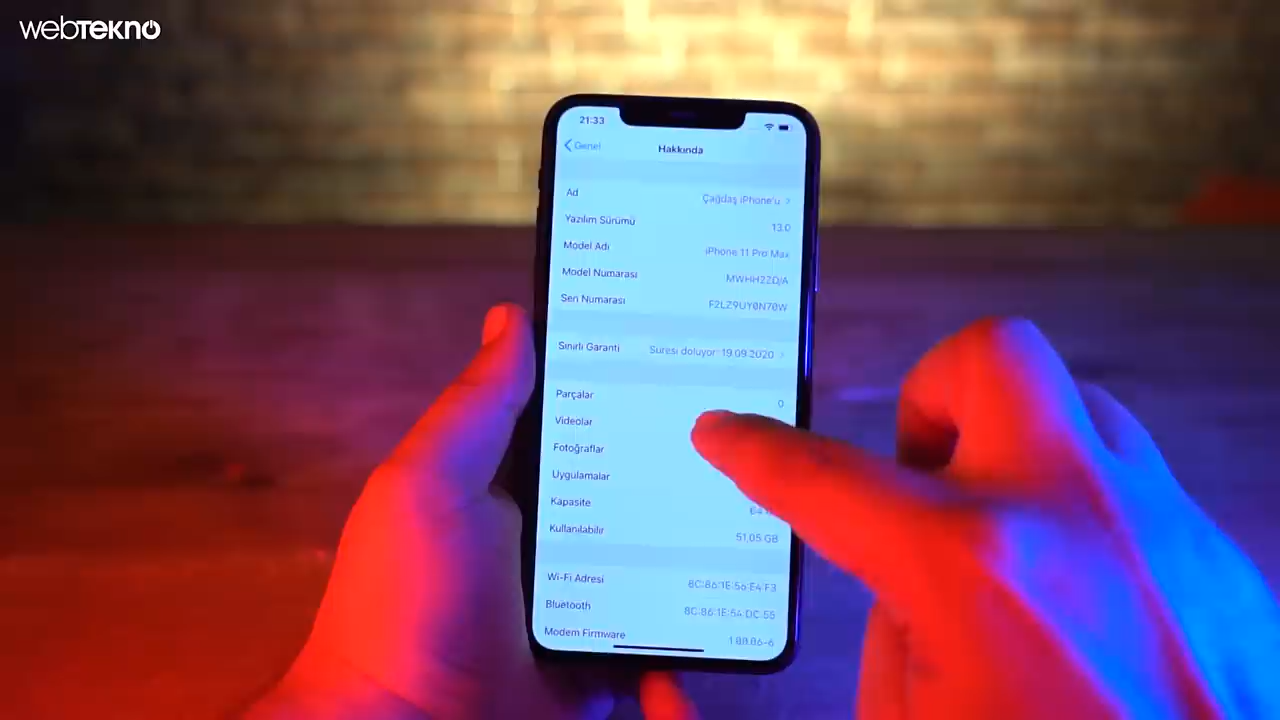 webTEKNO
21:33
Genel
Hakkında
Ad Çağdaş iPhone'u
Yazılım Sürümü 13.0
Model Adı iPhone 11 Pro Max
Model Numarası MWHH2ZD/A
Seri Numarası F2LZ9UY0N70W
Sınırlı Garanti Süresi doluyor: 19.09.2020
Parçalar 0
Videolar
Fotoğraflar
Uygulamalar
Kapasite 64
Kullanılabilir 51,05 GB
Wi-Fi Adresi 8C:86:1E:56:E4:F3
Bluetooth 8C:86:1E:54:DC:55
Modem Firmware 1.00.06-6